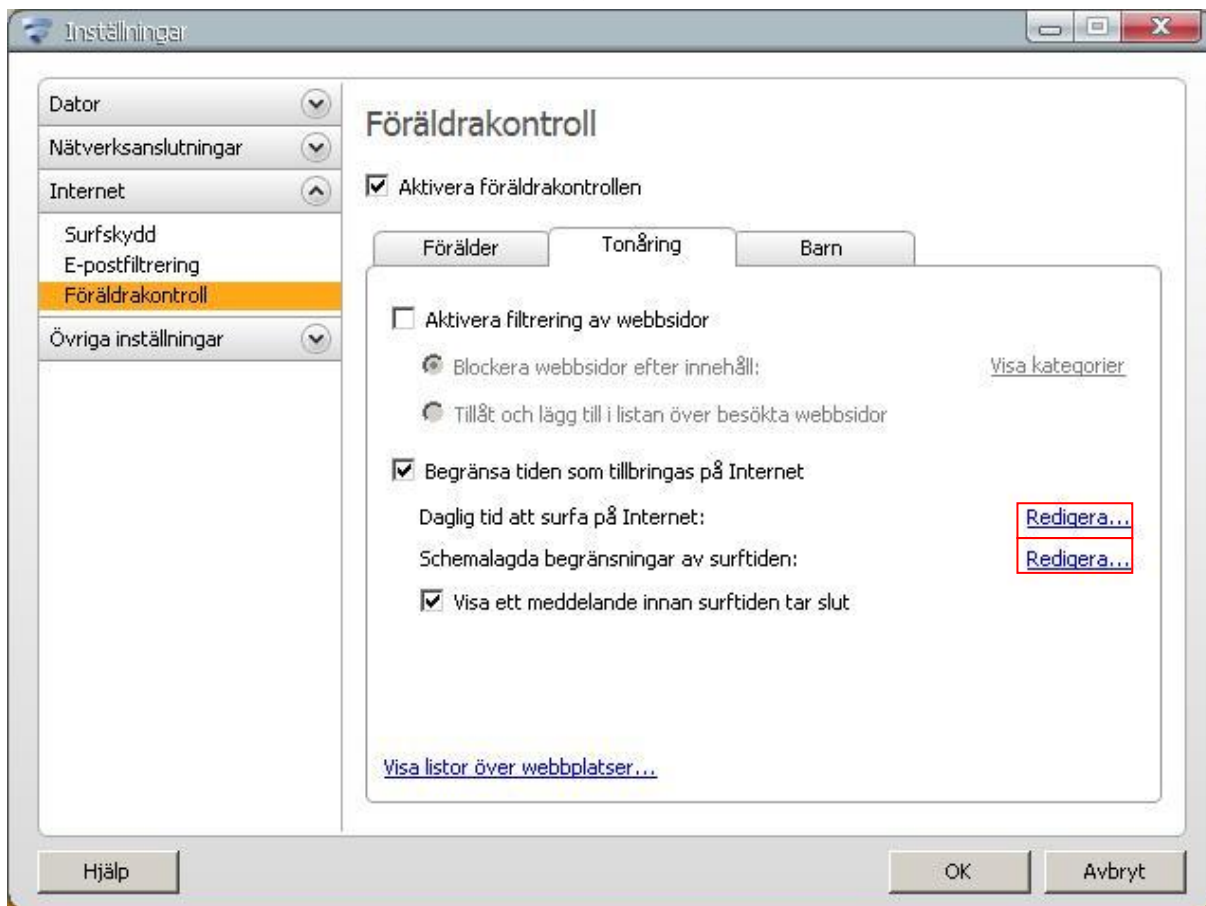 Inställningar
Dator
Nätverksanslutningar
Internet
Surfskydd
E-postfiltrering
Föräldrakontroll
Övriga inställningar
Föräldrakontroll
Aktivera föräldrakontrollen
Förälder
Tonåring
Barn
Aktivera filtrering av webbsidor
Blockera webbsidor efter innehåll:
Visa kategorier
Tillåt och lägg till i listan över besökta webbsidor
Begränsa tiden som tillbringas på Internet
Daglig tid att surfa på Internet:
Redigera...
Schemalagda begränsningar av surftiden:
Redigera...
Visa ett meddelande innan surftiden tar slut
Visa listor över webbplatser...
Hjälp
OK
Avbryt